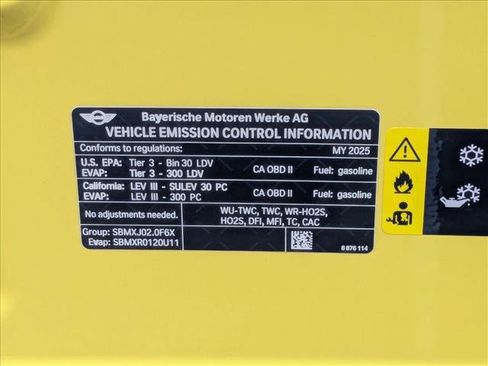 Bayerische Motoren Werke AG
VEHICLE EMISSION CONTROL INFORMATION
Conforms to regulations: MY 2025
U.S. EPA: Tier 3 - Bin 30 LDV CA OBD II Fuel: gasoline
EVAP: Tier 3 - 300 LDV
California: LEV III - SULEV 30 PC CA OBD II Fuel: gasoline
EVAP: LEV III - 300 PC
No adjustments needed. WU-TWC, TWC, WR-HO2S,
HO2S, DFI, MFI, TC, CAC
Group: SBMXJ02.0F6X
Evap: SBMXR0120U11
8 876 114